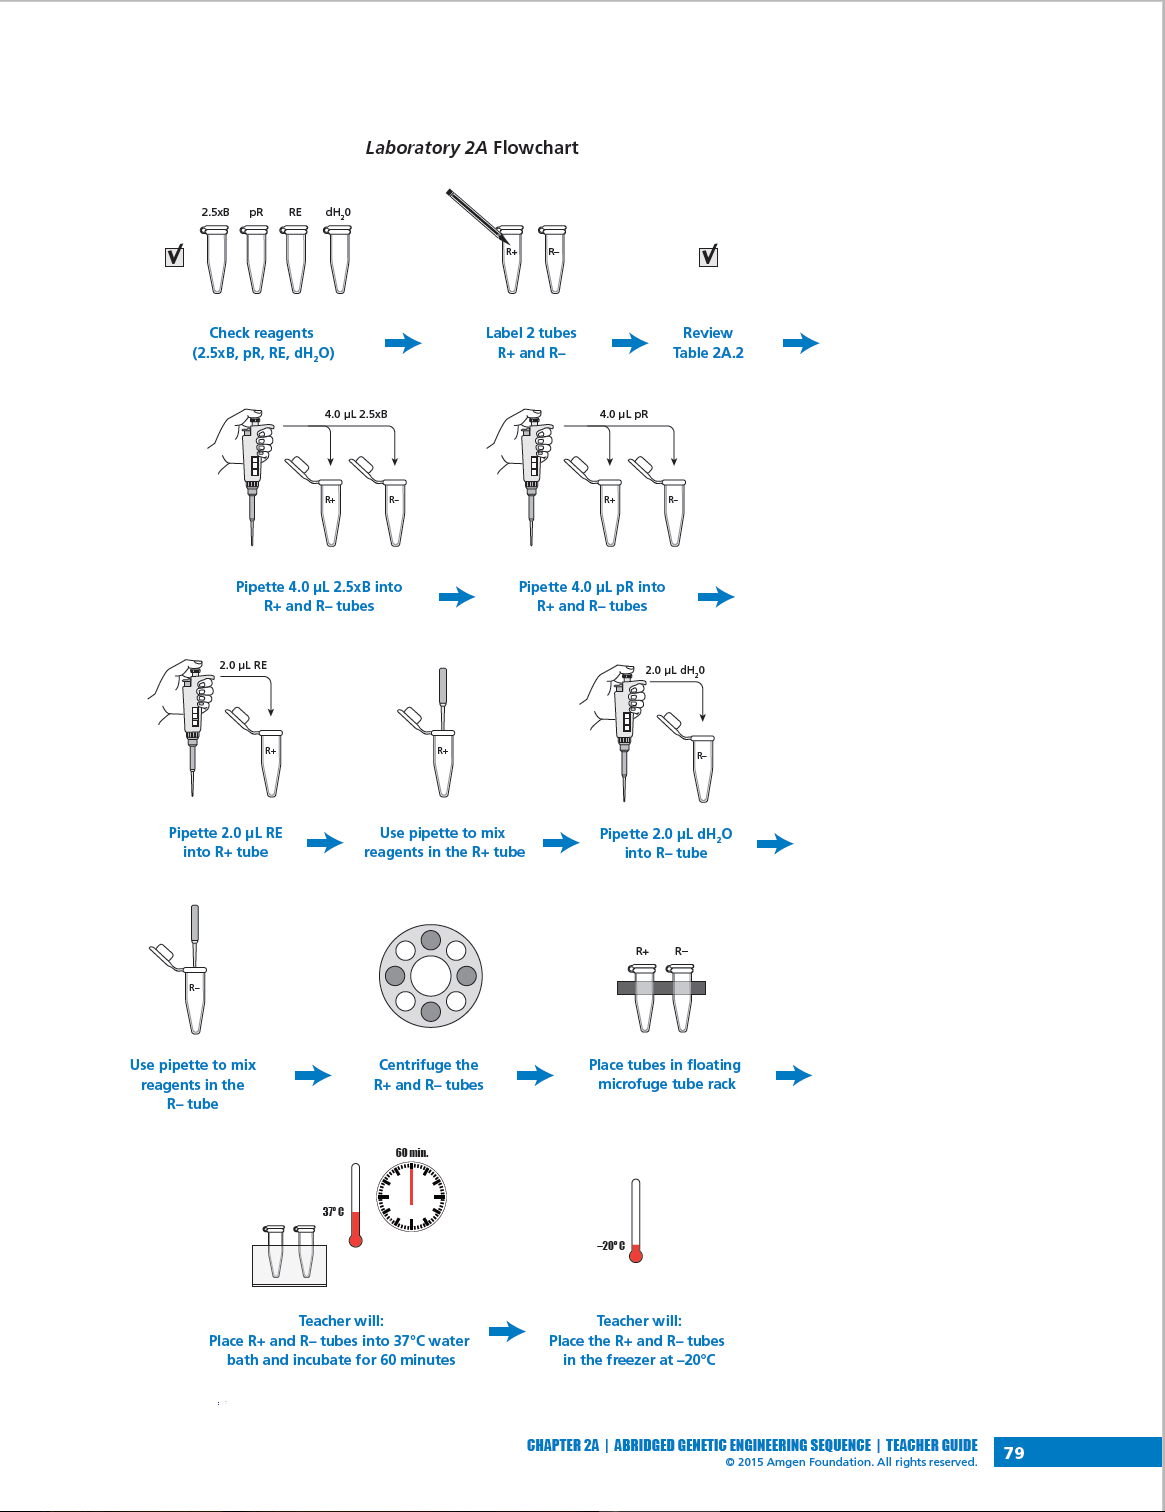 Laboratory 2A Flowchart
2.5xB pR RE dH20
R+ R–
Check reagents
(2.5xB, pR, RE, dH2O)
Label 2 tubes
R+ and R–
Review
Table 2A.2
4.0 µL 2.5xB
R+ R–
4.0 µL pR
R+ R–
Pipette 4.0 µL 2.5xB into
R+ and R– tubes
Pipette 4.0 µL pR into
R+ and R– tubes
2.0 µL RE
R+
R+
2.0 µL dH20
R–
Pipette 2.0 µL RE
into R+ tube
Use pipette to mix
reagents in the R+ tube
Pipette 2.0 µL dH2O
into R– tube
R–
R+ R–
Use pipette to mix
reagents in the
R– tube
Centrifuge the
R+ and R– tubes
Place tubes in floating
microfuge tube rack
60 min.
37º C
–20º C
Teacher will:
Place R+ and R– tubes into 37°C water
bath and incubate for 60 minutes
Teacher will:
Place the R+ and R– tubes
in the freezer at –20°C
CHAPTER 2A | ABRIDGED GENETIC ENGINEERING SEQUENCE | TEACHER GUIDE
© 2015 Amgen Foundation. All rights reserved.
79